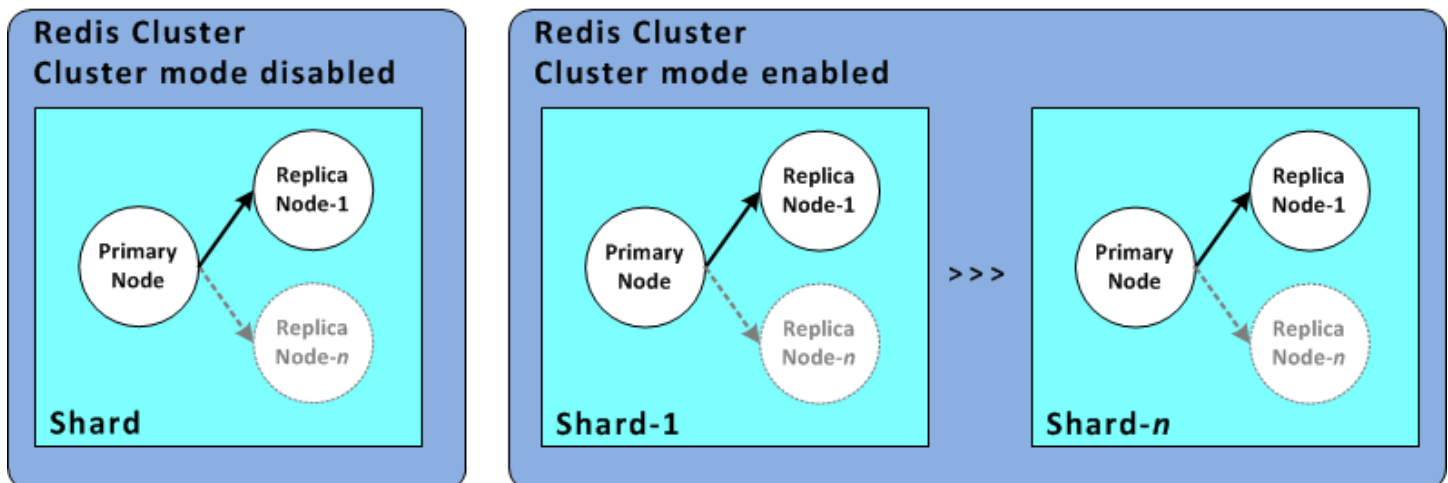 Redis Cluster
Cluster mode disabled
Replica
Node-1
Primary
Node
Replica
Node-n
Shard
Redis Cluster
Cluster mode enabled
Replica
Node-1
Primary
Node
Replica
Node-n
Shard-1
>>>
Replica
Node-1
Primary
Node
Replica
Node-n
Shard-n